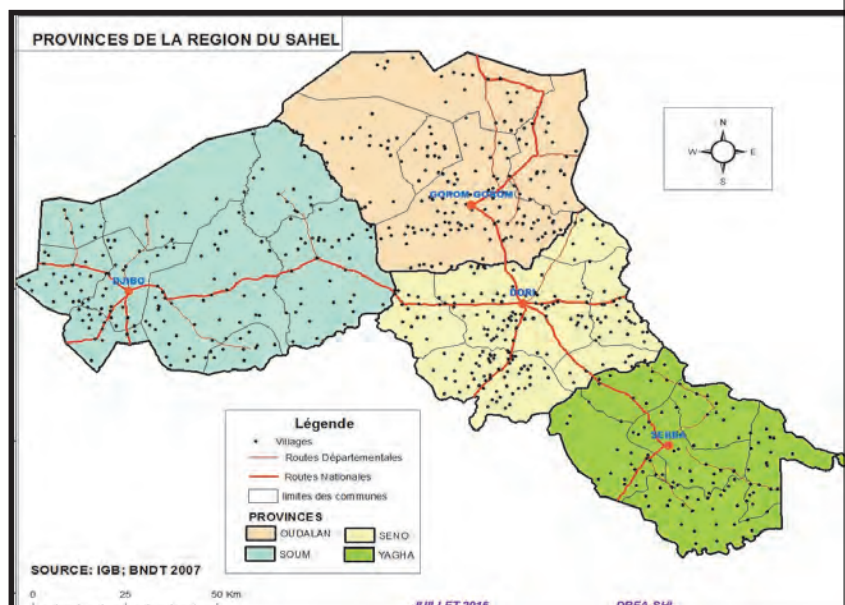 PROVINCES DE LA REGION DU SAHEL
N
W E
S
GOROM-GOROM
DJIBO
DORI
SEBBA
Légende
Villages
Routes Départementales
Routes Nationales
limites des communes
PROVINCES
OUDALAN SENO
SOUM YAGHA
SOURCE: IGB; BNDT 2007
0 25 50 Km